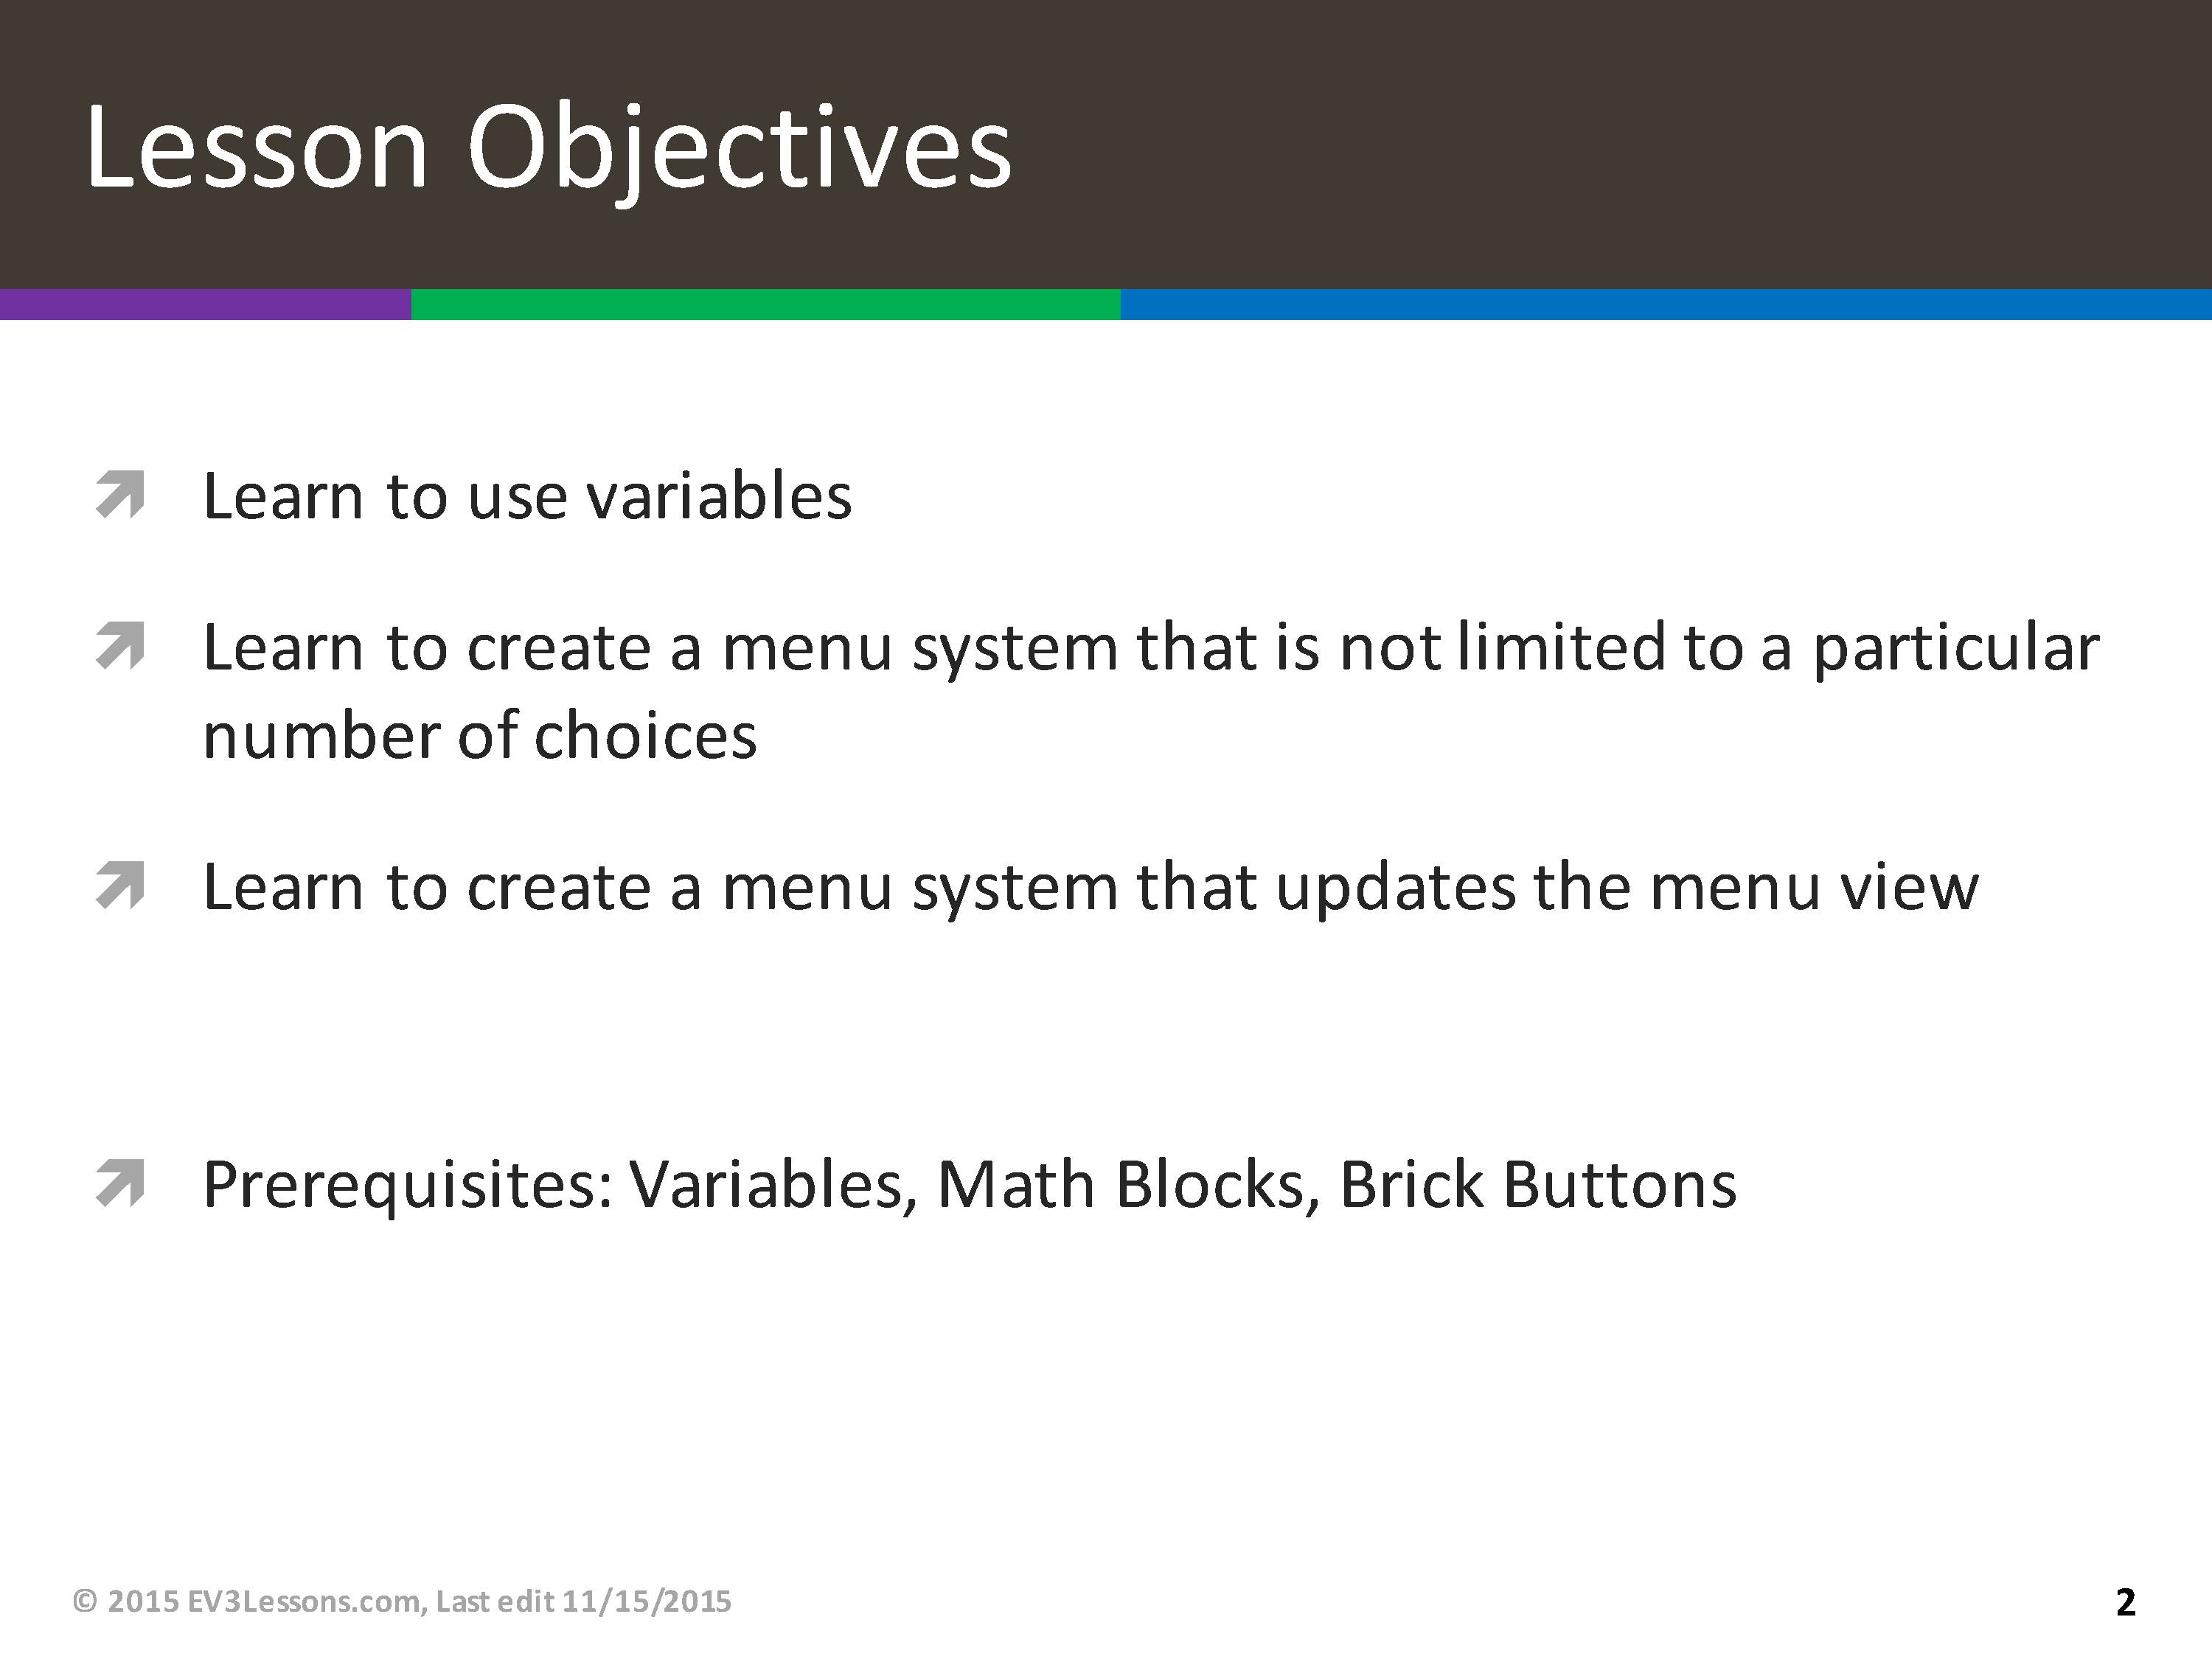 Lesson Objectives
Learn to use variables
Learn to create a menu system that is not limited to a particular
number of choices
Learn to create a menu system that updates the menu view
Prerequisites: Variables, Math Blocks, Brick Buttons
© 2015 EV3Lessons.com, Last edit 11/15/2015
2